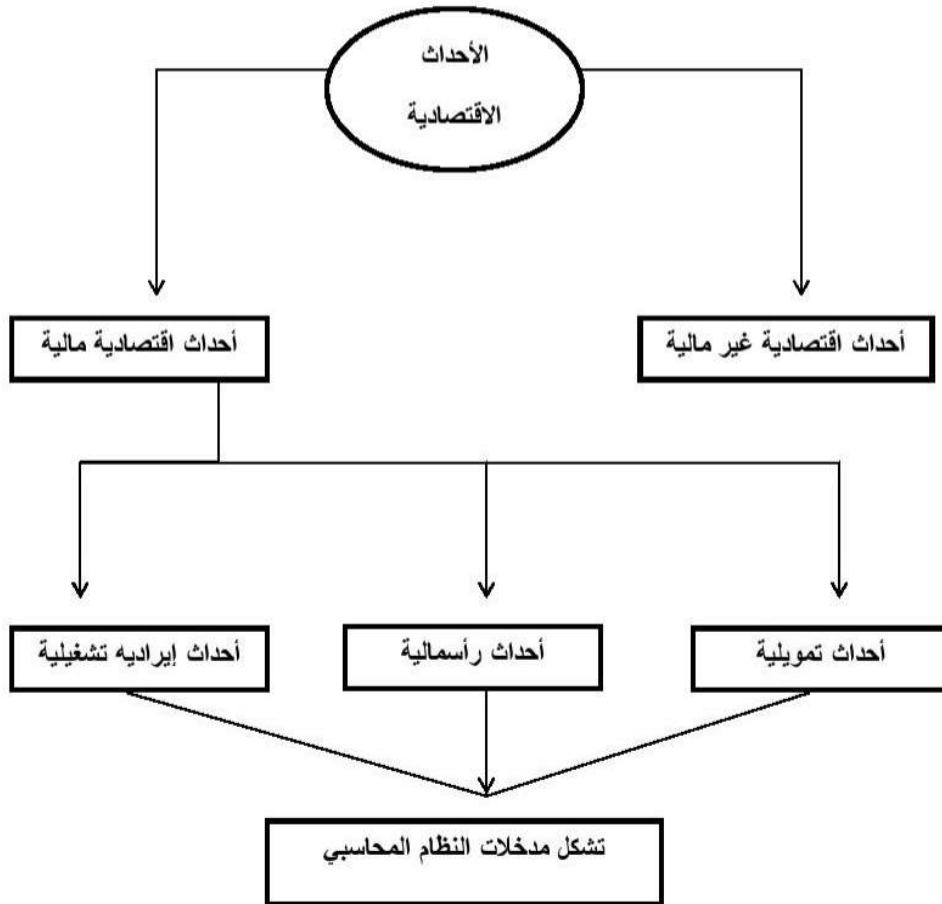 الأحداث
الاقتصادية
أحداث اقتصادية غير مالية
أحداث اقتصادية مالية
أحداث تمويلية
أحداث رأسمالية
أحداث إيراديه تشغيلية
تشكل مدخلات النظام المحاسبي